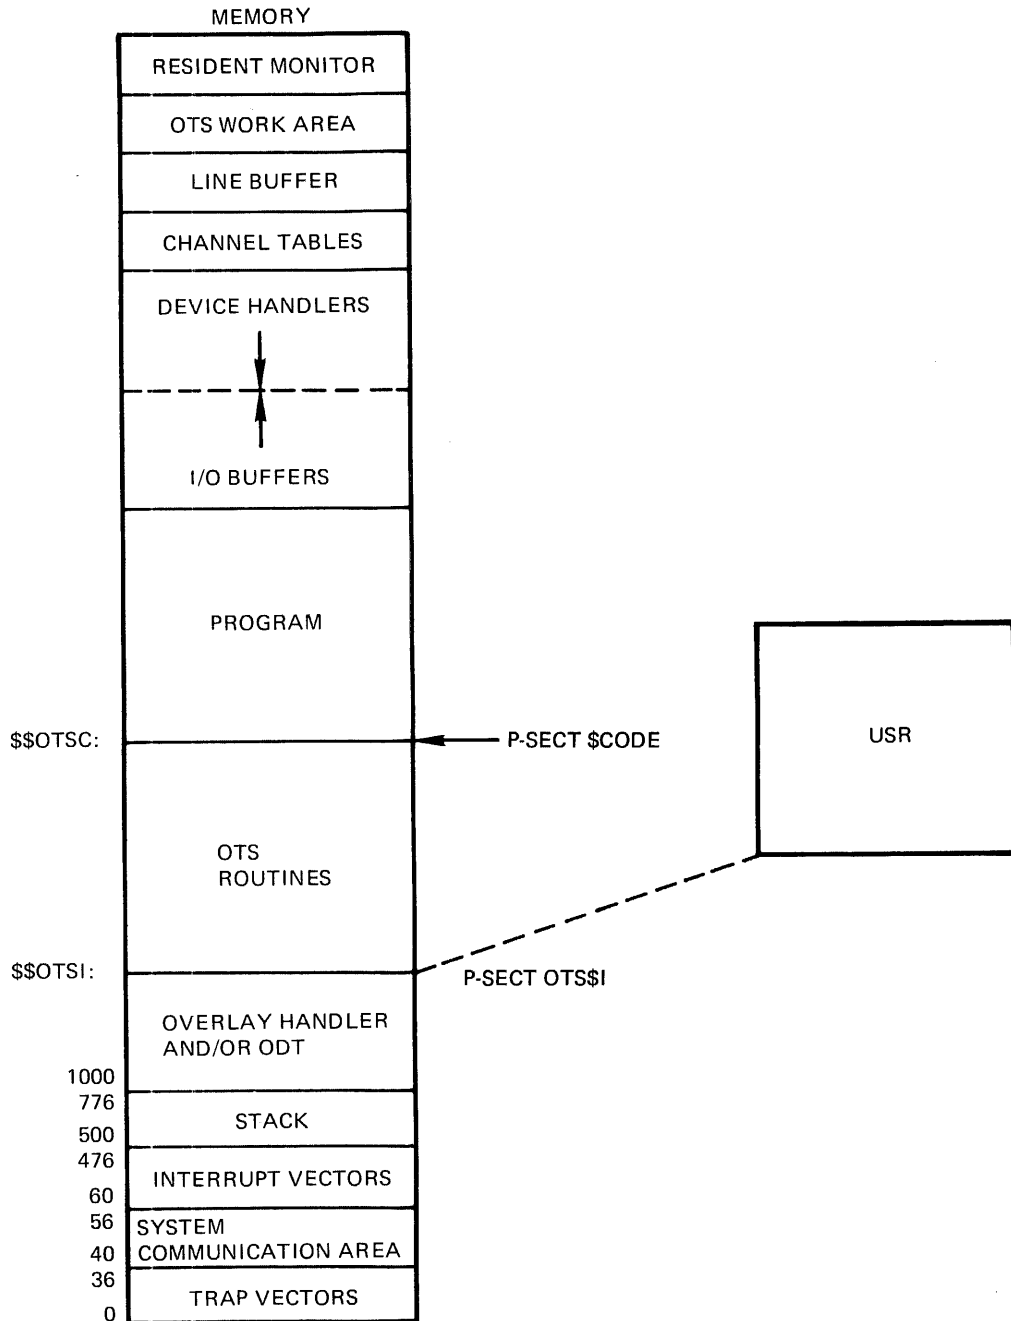 MEMORY
RESIDENT MONITOR
OTS WORK AREA
LINE BUFFER
CHANNEL TABLES
DEVICE HANDLERS
I/O BUFFERS
PROGRAM
USR
$$OTSC:
P-SECT $CODE
OTS
ROUTINES
$$OTSI:
P-SECT OTS$I
OVERLAY HANDLER
AND/OR ODT
1000
776
STACK
500
476
INTERRUPT VECTORS
60
56
SYSTEM
COMMUNICATION AREA
40
36
TRAP VECTORS
0